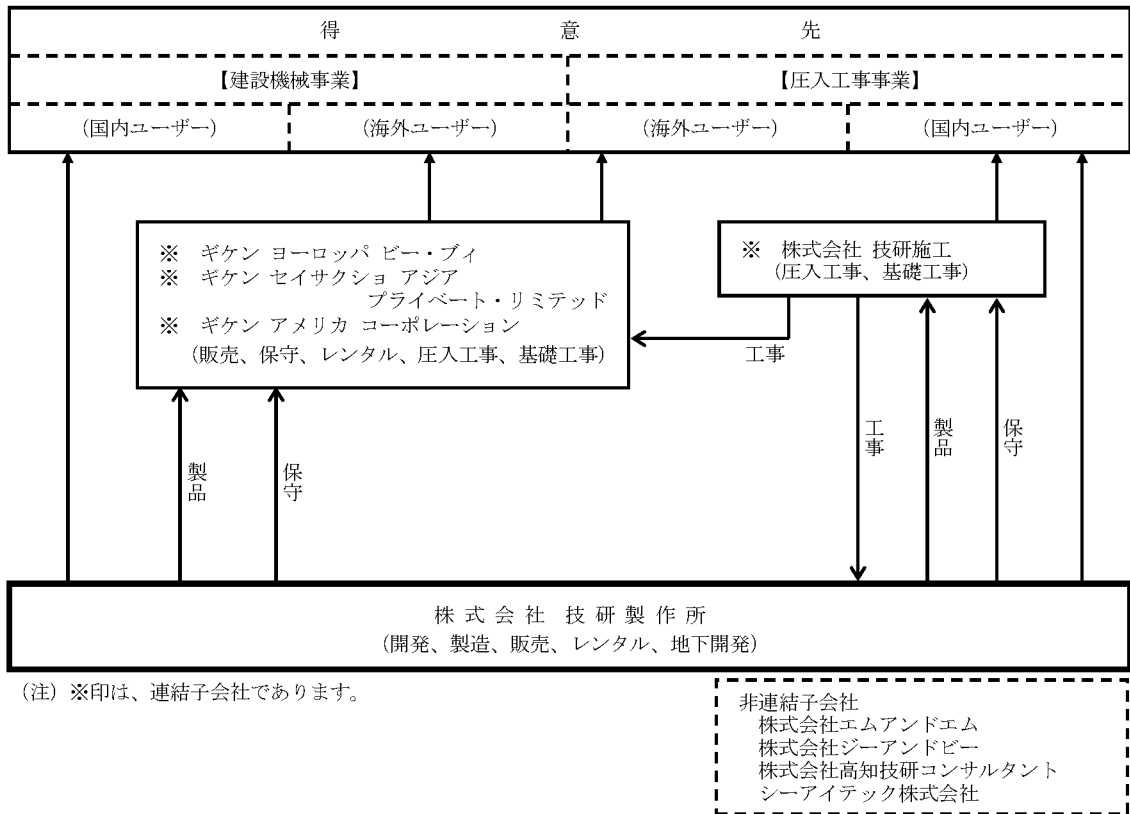 得意先
【建設機械事業】
【圧入工事事業】
(国内ユーザー)
(海外ユーザー)
(海外ユーザー)
(国内ユーザー)
※ ギケン ヨーロッパ ビー・ブイ
※ ギケン セイサクショ アジア
プライベート・リミテッド
※ ギケン アメリカ コーポレーション
(販売、保守、レンタル、圧入工事、基礎工事)
※ 株式会社 技研施工
(圧入工事、基礎工事)
工事
製品
保守
工事
製品
保守
株式会社 技研製作所
(開発、製造、販売、レンタル、地下開発)
(注) ※印は、連結子会社であります。
非連結子会社
株式会社エムアンドエム
株式会社ジーアンドビー
株式会社高知技研コンサルタント
シーアイテック株式会社